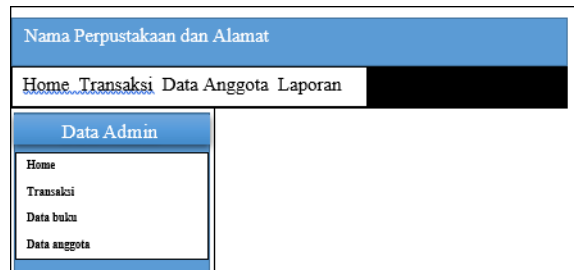 Nama Perpustakaan dan Alamat
Home Transaksi Data Anggota Laporan
Data Admin
Home
Transaksi
Data buku
Data anggota